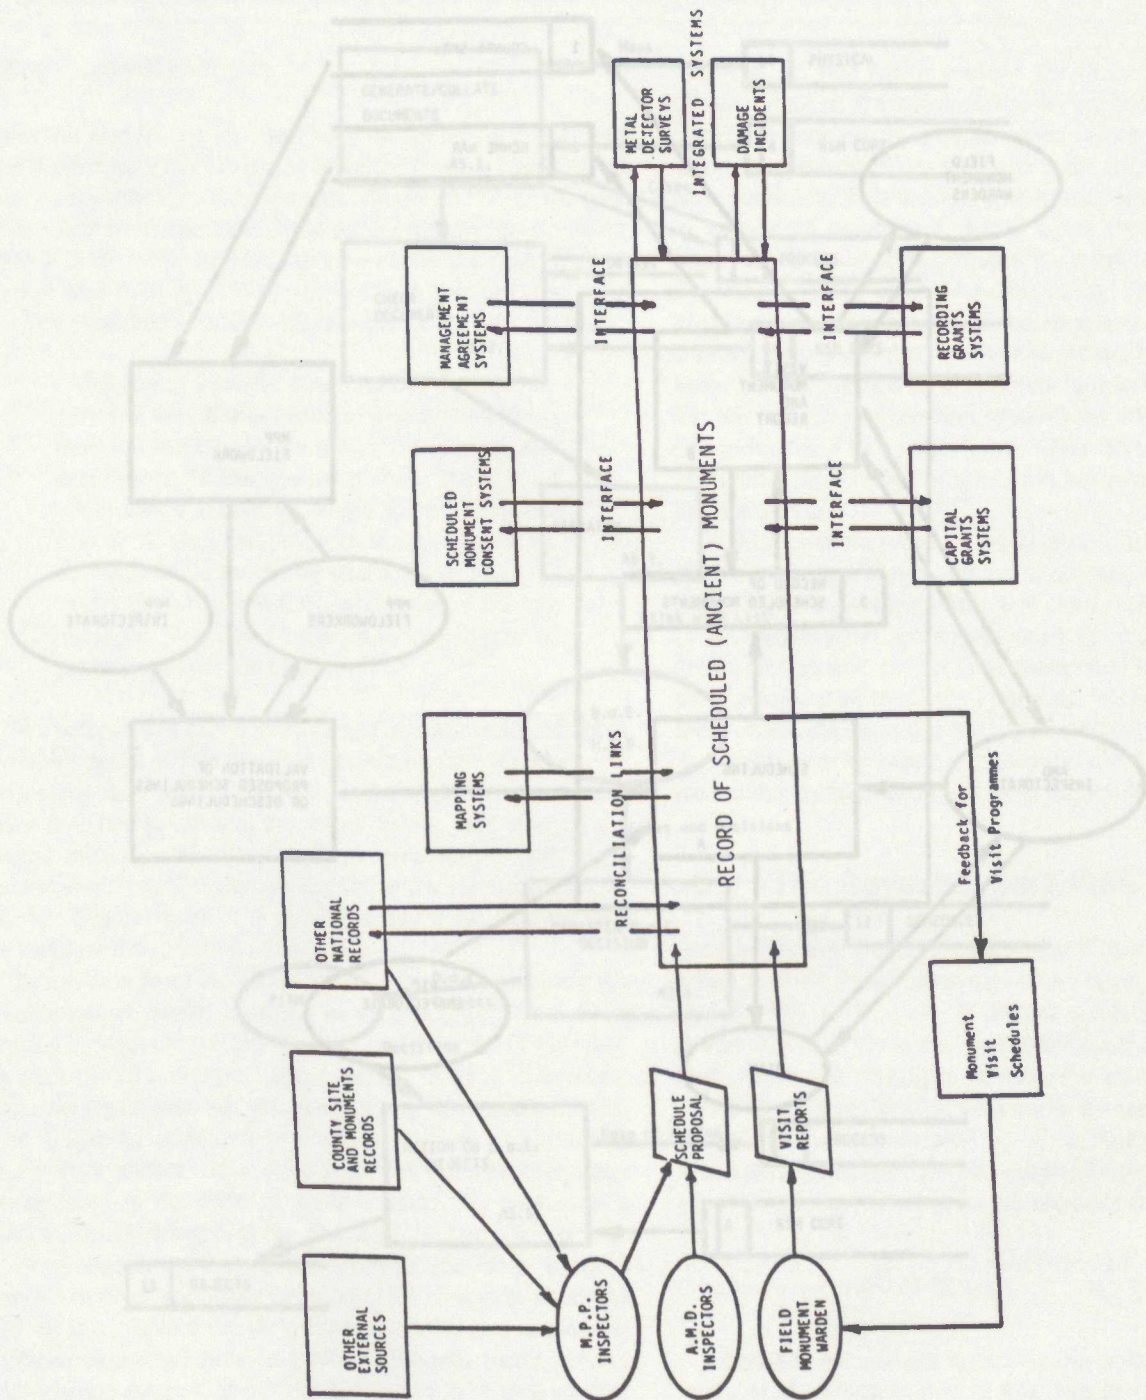 OTHER
EXTERNAL
SOURCES
COUNTY SITE
AND MONUMENTS
RECORDS
OTHER
NATIONAL
RECORDS
MAPPING
SYSTEMS
SCHEDULED
MONUMENT
CONSENT SYSTEMS
MANAGEMENT
AGREEMENT
SYSTEMS
METAL
DEJECTOR
SURVEYS
INTEGRATED SYSTEMS
DAMAGE
INCIDENTS
RECONCILIATION LINKS
INTERFACE
INTERFACE
RECORD OF SCHEDULED (ANCIENT) MONUMENTS
INTERFACE
INTERFACE
CAPITAL
GRANTS
SYSTEMS
RECORDING
GRANTS
SYSTEMS
M.P.P.
INSPECTORS
A.M.D.
INSPECTORS
FIELD
MONUMENT
WARDEN
SCHEDULE
PROPOSAL
VISIT
REPORTS
Feedback for
Visit Programmes
Monument
Visit
Schedules